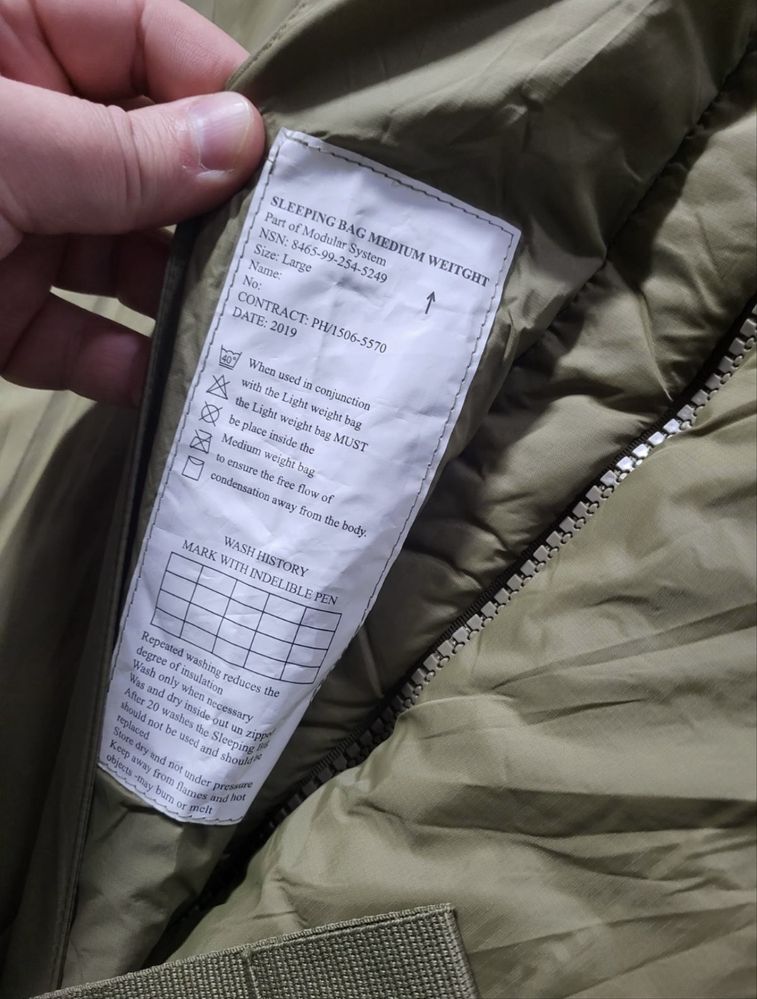 SLEEPING BAG MEDIUM WEITGHT
Part of Modular System
NSN: 8465-99-254-5249
Size: Large
Name:
No:
CONTRACT: PH/1506-5570
DATE: 2019
40°
When used in conjunction
with the Light weight bag
the Light weight bag MUST
be place inside the
Medium weight bag
to ensure the free flow of
condensation away from the body.
WASH HISTORY
MARK WITH INDELIBLE PEN
Repeated washing reduces the
degree of insulation
Wash only when necessary
Was and dry inside out un zipped
After 20 washes the Sleeping Bag
should not be used and should be
replaced
Store dry and not under pressure
Keep away from flames and hot
objects -may burn or melt